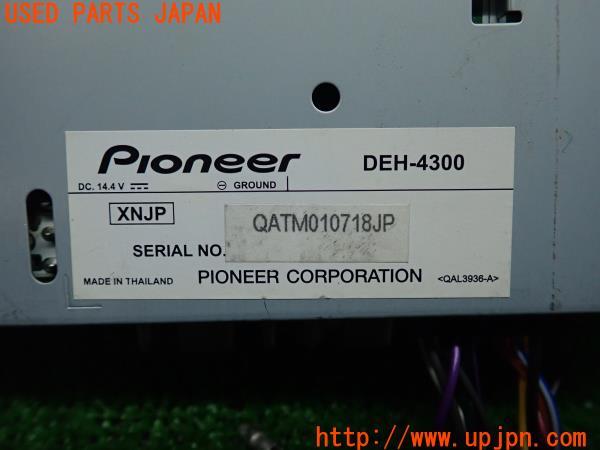 USED PARTS JAPAN
Pioneer DEH-4300
DC. 14.4 V ⎓ ⊖ GROUND
XNJP
QATM010718JP
SERIAL NO.
MADE IN THAILAND PIONEER CORPORATION <QAL3936-A>
http://www.upjpn.com